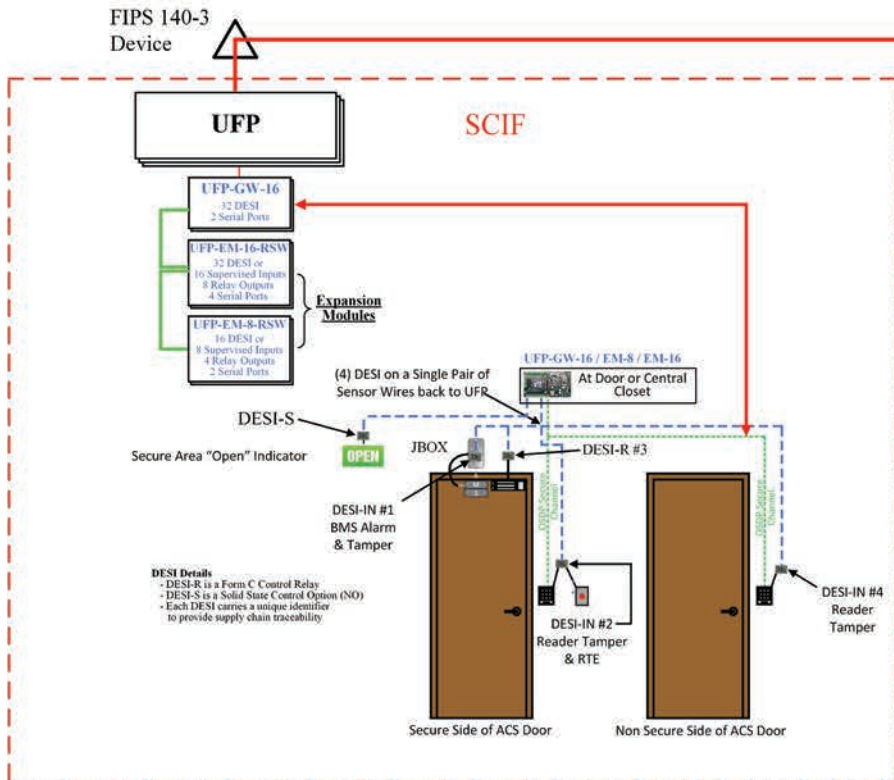 FIPS 140-3
Device
UFP
SCIF
UFP-GW-16
32 DESI
2 Serial Ports
UFP-EM-16-RSW
32 DESI or
16 Supervised Inputs
8 Relay Outputs
4 Serial Ports
Expansion
Modules
UFP-EM-8-RSW
16 DESI or
8 Supervised Inputs
4 Relay Outputs
2 Serial Ports
UFP-GW-16 / EM-8 / EM-16
At Door or Central
Closet
(4) DESI on a Single Pair of
Sensor Wires back to UFP
DESI-S
Secure Area "Open" Indicator
OPEN
JBOX
DESI-R #3
DESI-IN #1
BMS Alarm
& Tamper
OSDP Secure
Channel
OSDP Secure
Channel
DESI Details
- DESI-R is a Form C Control Relay
- DESI-S is a Solid State Control Option (NO)
- Each DESI carries a unique identifier
to provide supply chain traceability
DESI-IN #2
Reader Tamper
& RTE
DESI-IN #4
Reader
Tamper
Secure Side of ACS Door
Non Secure Side of ACS Door